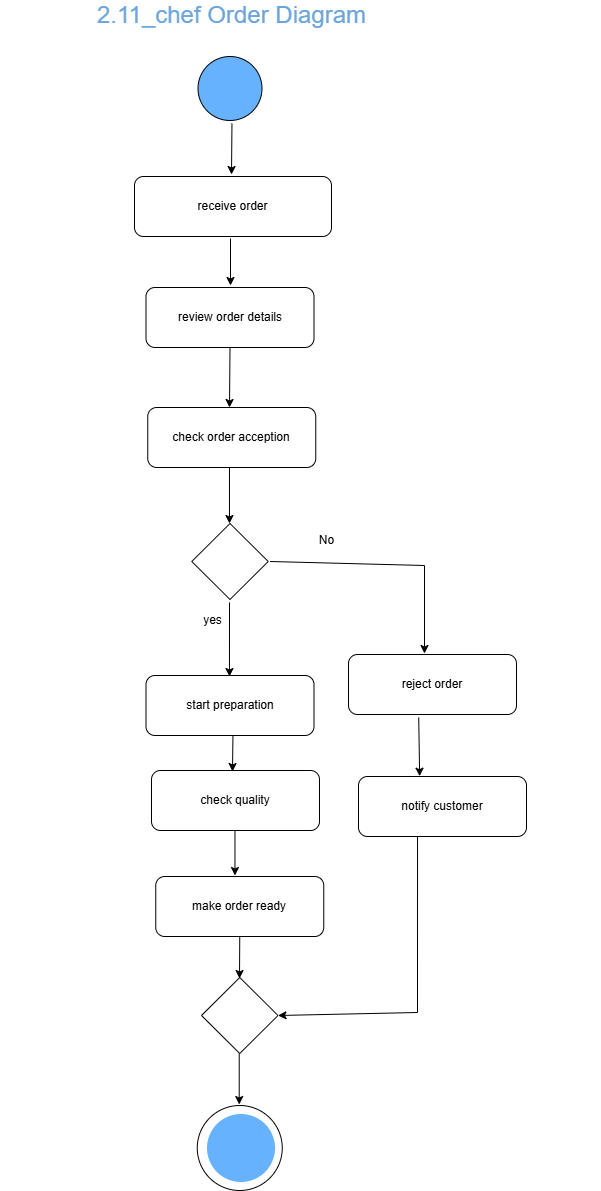 2.11_chef Order Diagram
receive order
review order details
check order acception
No
yes
start preparation
reject order
check quality
notify customer
make order ready